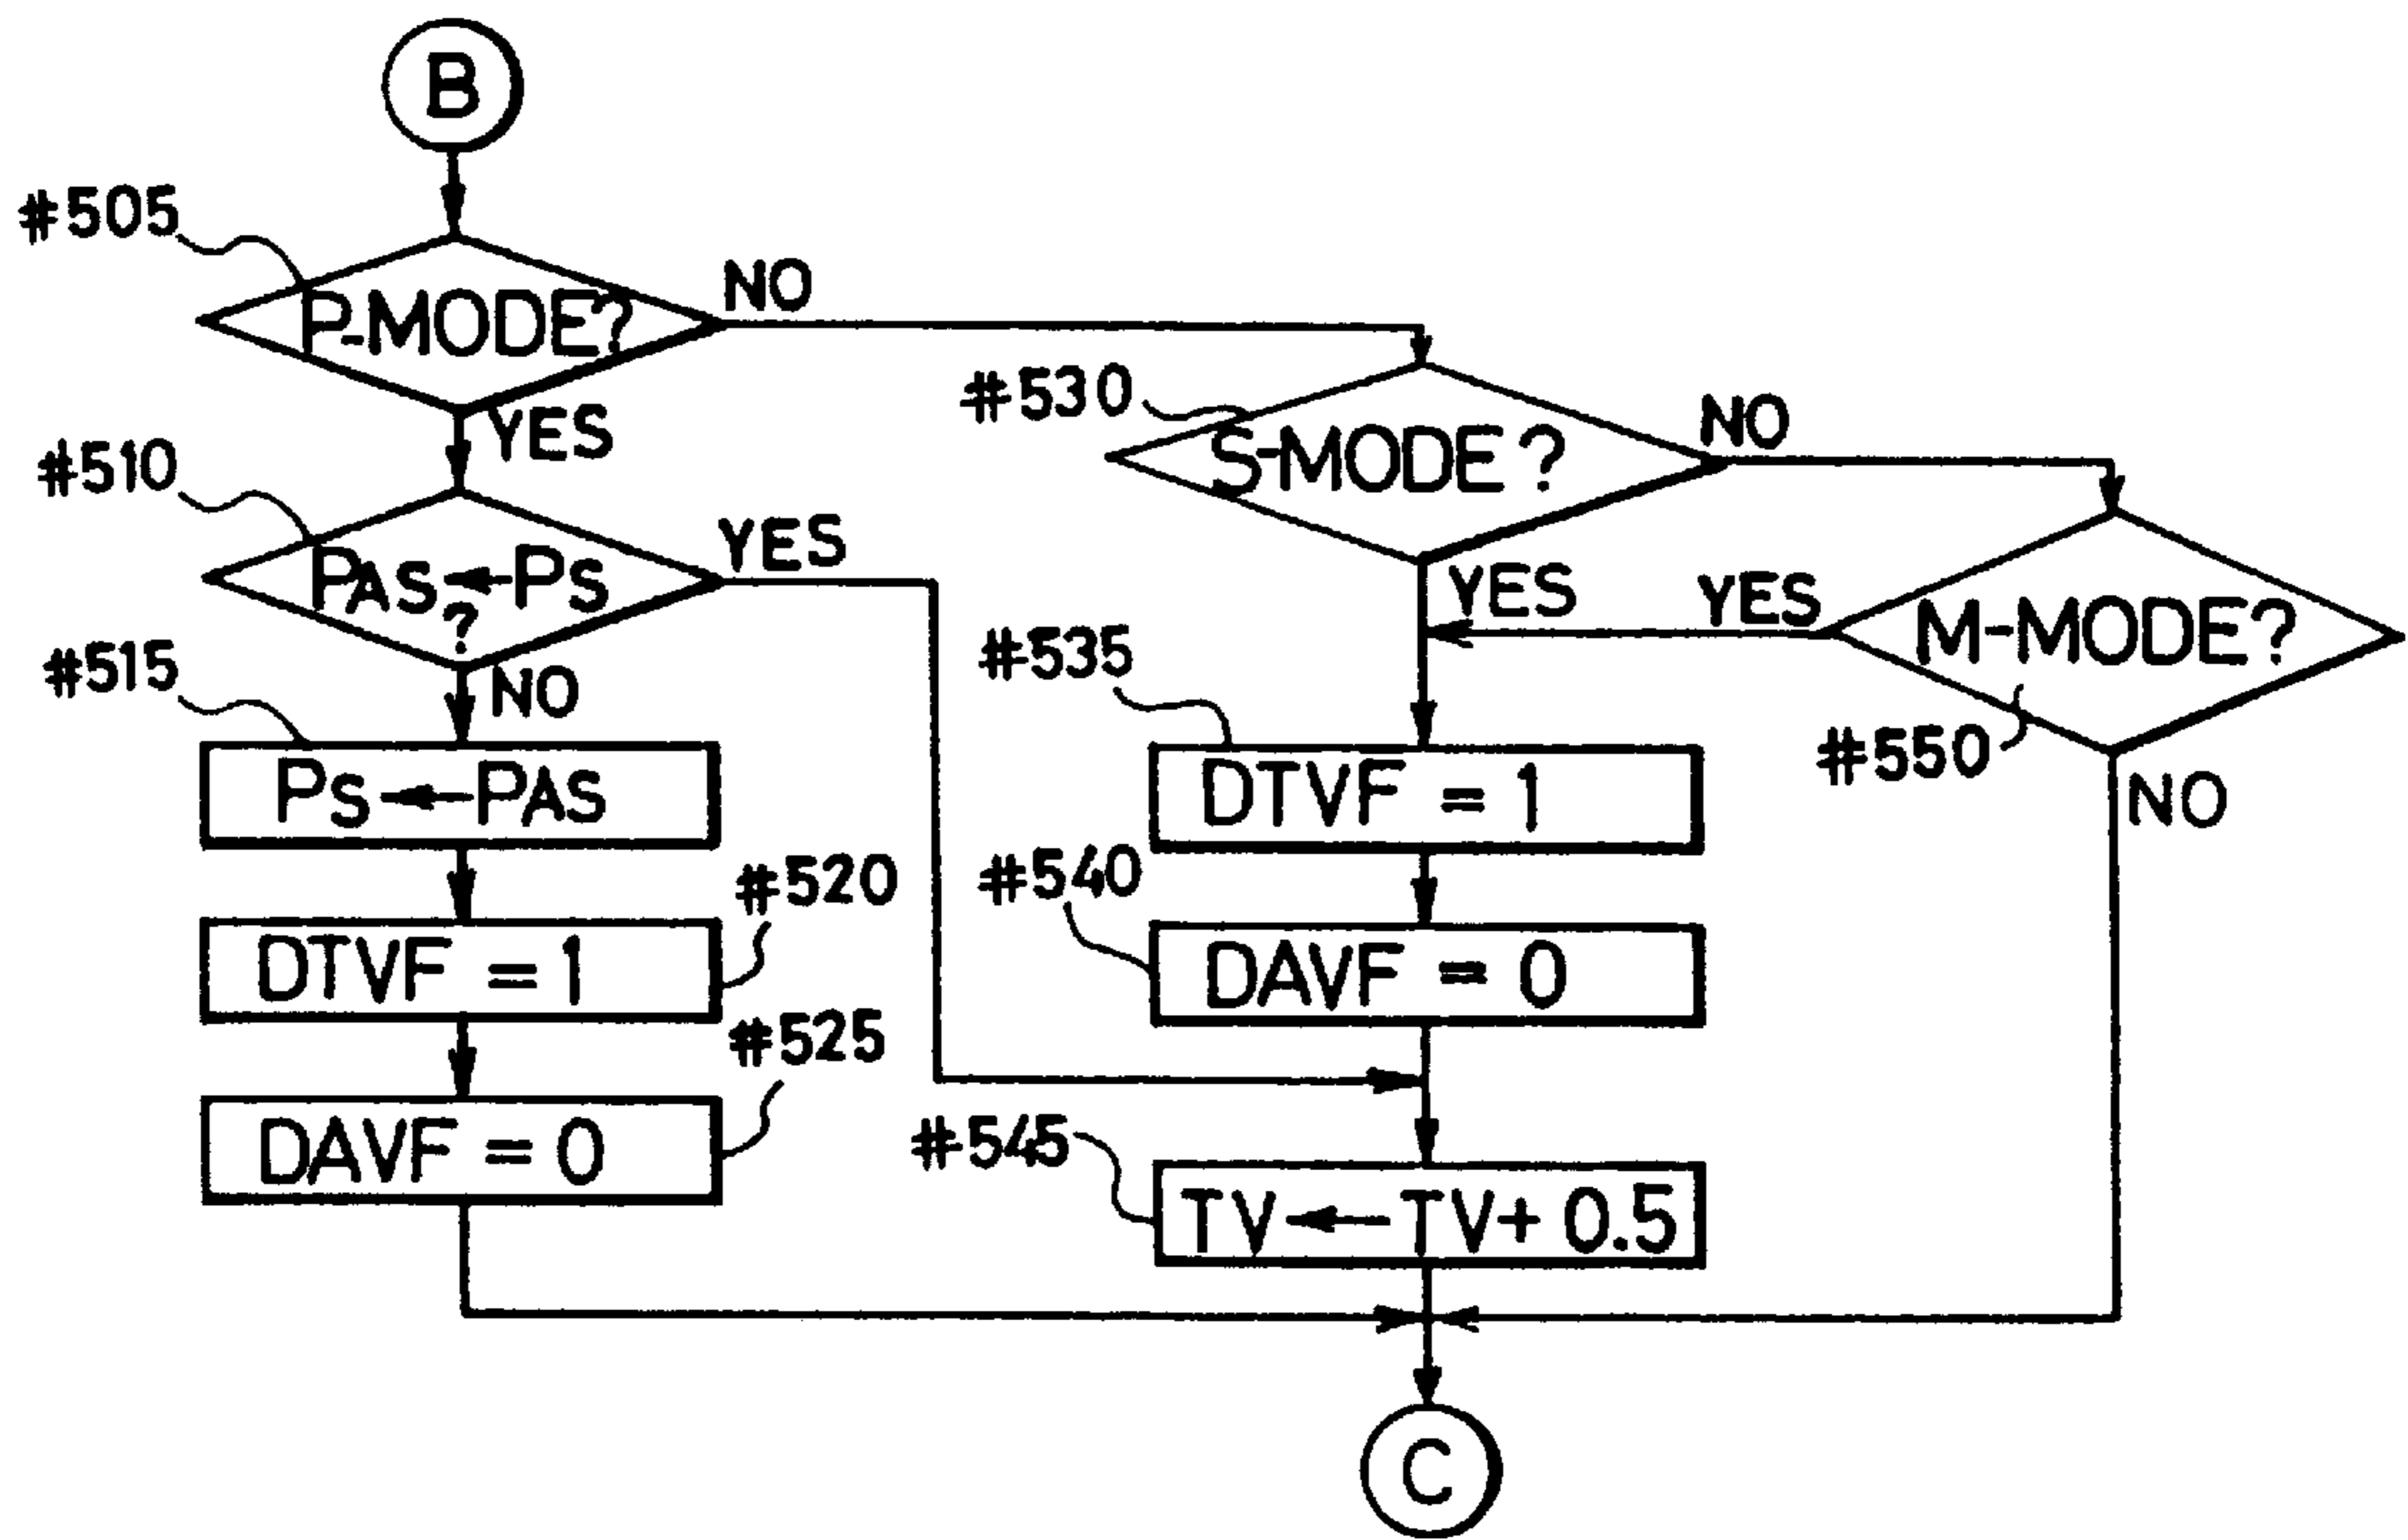 B
#505
P-MODE?
NO
YES
#510
PAS←PS
?
YES
NO
#515
PS←PAS
#520
DTVF = 1
#525
DAVF = 0
#530
S-MODE?
NO
YES
YES
M-MODE?
#550
NO
#535
DTVF = 1
#540
DAVF = 0
#545
TV←TV+0.5
C